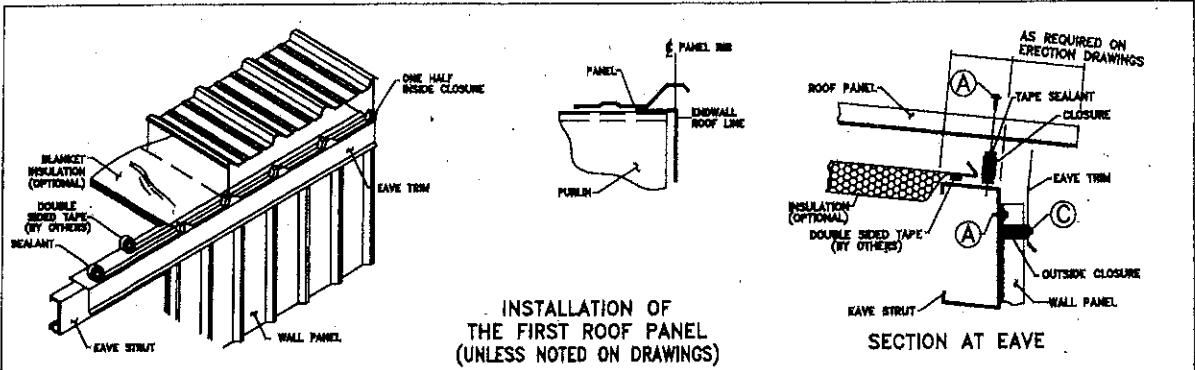 ONE HALF
INSIDE CLOSURE
BLANKET
INSULATION
(OPTIONAL)
DOUBLE
SIDED TAPE
(BY OTHERS)
SEALANT
EAVE TRIM
EAVE STRUT
WALL PANEL
℄ PANEL RIB
PANEL
ENDWALL
ROOF LINE
PURLIN
INSTALLATION OF
THE FIRST ROOF PANEL
(UNLESS NOTED ON DRAWINGS)
AS REQUIRED ON
ERECTION DRAWINGS
A
ROOF PANEL
TAPE SEALANT
CLOSURE
EAVE TRIM
INSULATION
(OPTIONAL)
DOUBLE SIDED TAPE
(BY OTHERS)
A
C
OUTSIDE CLOSURE
EAVE STRUT
WALL PANEL
SECTION AT EAVE